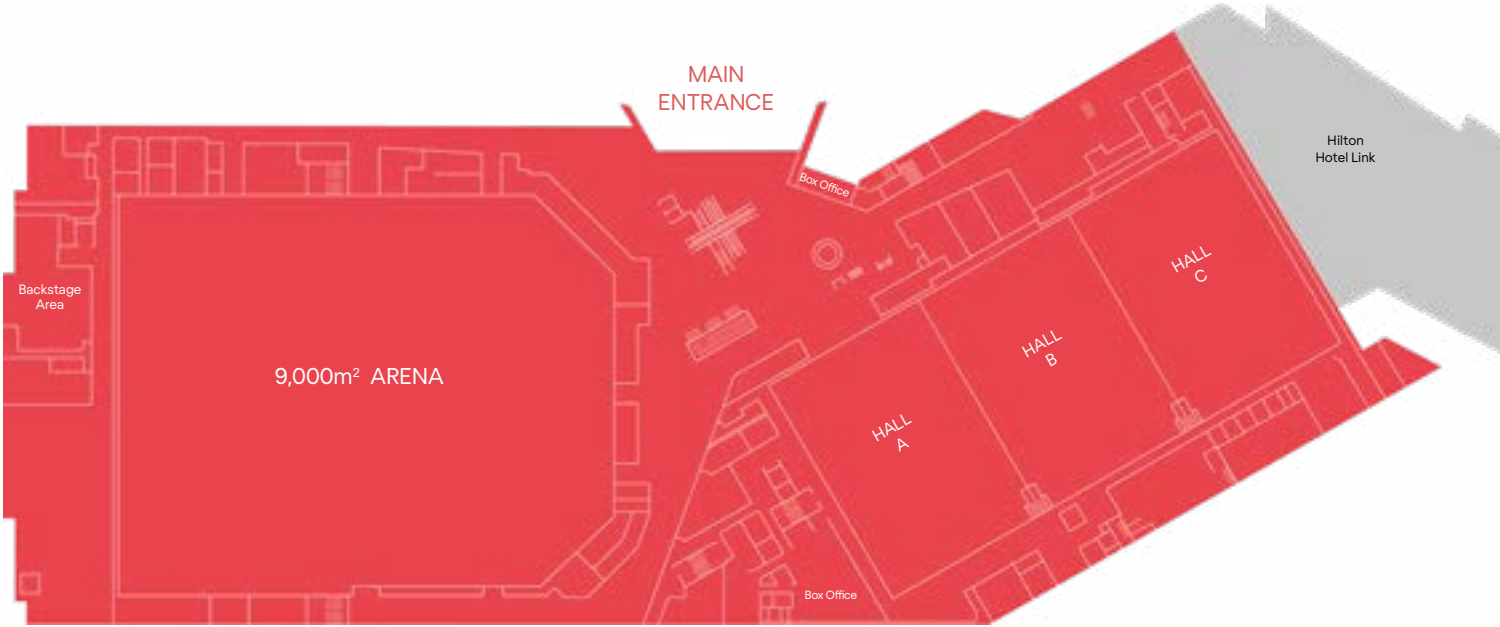 MAIN
ENTRANCE
Hilton
Hotel Link
Box Office
HALL
C
Backstage
Area
HALL
B
9,000m² ARENA
HALL
A
Box Office